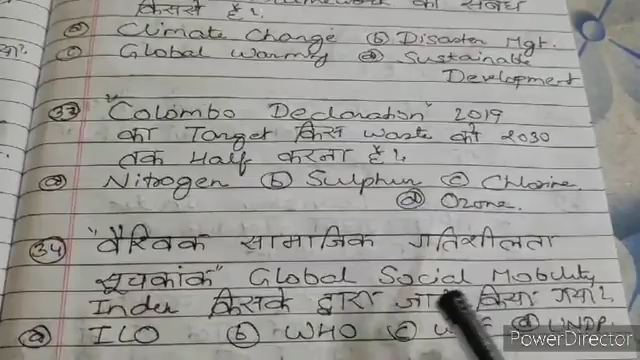 किससे है?
(a) Climate Change (b) Disaster Mgt.
(c) Global Warming (d) Sustainable
Development
(33) "Colombo Declaration" 2019
का Target किस waste को 2030
तक Half करना है?
(a) Nitrogen (b) Sulphur (c) Chlorine
(d) Ozone.
(34) "वैश्विक सामाजिक गतिशीलता
सूचकांक" Global Social Mobility
Index किसके द्वारा जारी किया गया?
(a) ILO (b) WHO (c) (d) UNDP
PowerDirector